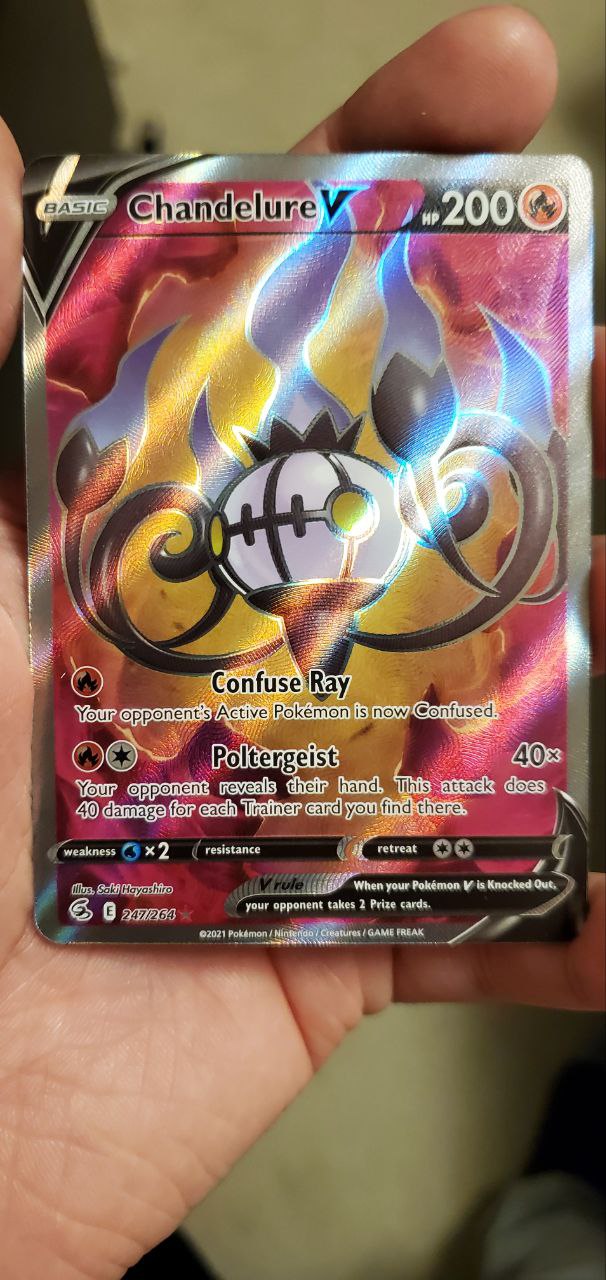 BASIC Chandelure V HP 200
Confuse Ray
Your opponent's Active Pokémon is now Confused.
Poltergeist 40×
Your opponent reveals their hand. This attack does
40 damage for each Trainer card you find there.
weakness ×2 resistance retreat
Illus. Saki Hayashiro
V rule When your Pokémon V is Knocked Out,
your opponent takes 2 Prize cards.
E 247/264
©2021 Pokémon / Nintendo / Creatures / GAME FREAK